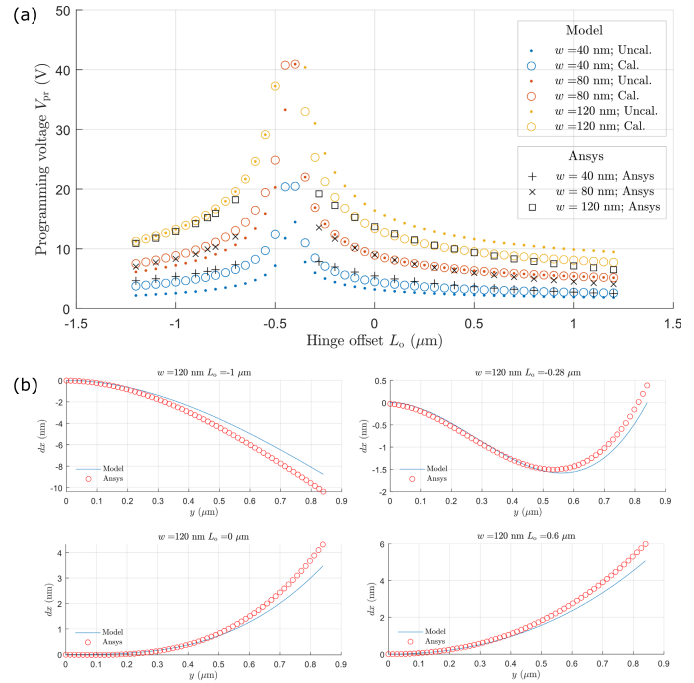 (a)
Programming voltage Vpr (V)
50
40
30
20
10
0
-1.5
-1
-0.5
0
0.5
1
1.5
Hinge offset Lo (μm)
Model
w =40 nm; Uncal.
w =40 nm; Cal.
w =80 nm; Uncal.
w =80 nm; Cal.
w =120 nm; Uncal.
w =120 nm; Cal.
Ansys
w = 40 nm; Ansys
w = 80 nm; Ansys
w = 120 nm; Ansys
(b)
w =120 nm Lo =-1 μm
dx (nm)
0
-2
-4
-6
-8
-10
Model
Ansys
0 0.1 0.2 0.3 0.4 0.5 0.6 0.7 0.8 0.9
y (μm)
w =120 nm Lo =-0.28 μm
dx (nm)
0.5
0
-0.5
-1
-1.5
-2
Model
Ansys
0 0.1 0.2 0.3 0.4 0.5 0.6 0.7 0.8 0.9
y (μm)
w =120 nm Lo =0 μm
dx (nm)
4
3
2
1
0
Model
Ansys
0 0.1 0.2 0.3 0.4 0.5 0.6 0.7 0.8 0.9
y (μm)
w =120 nm Lo =0.6 μm
dx (nm)
6
4
2
0
Model
Ansys
0 0.1 0.2 0.3 0.4 0.5 0.6 0.7 0.8 0.9
y (μm)